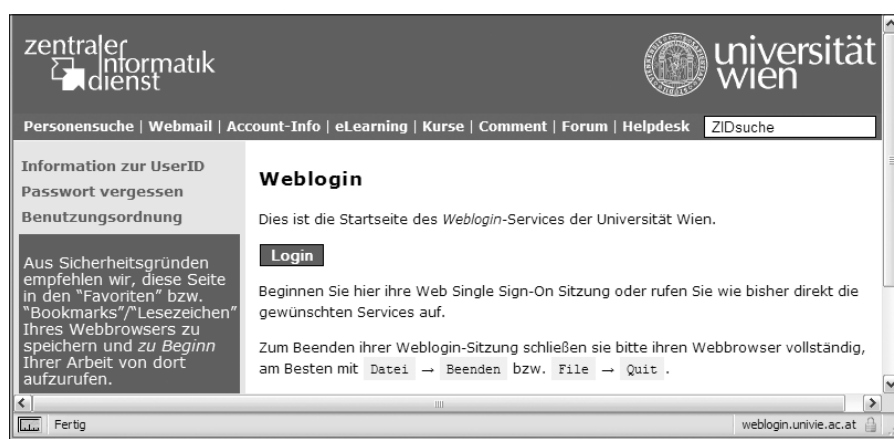 zentraler
informatik
dienst
universität
wien
Personensuche | Webmail | Account-Info | eLearning | Kurse | Comment | Forum | Helpdesk ZIDsuche
Information zur UserID
Passwort vergessen
Benutzungsordnung
Aus Sicherheitsgründen
empfehlen wir, diese Seite
in den "Favoriten" bzw.
"Bookmarks"/"Lesezeichen"
Ihres Webbrowsers zu
speichern und zu Beginn
Ihrer Arbeit von dort
aufzurufen.
Weblogin
Dies ist die Startseite des Weblogin-Services der Universität Wien.
Login
Beginnen Sie hier ihre Web Single Sign-On Sitzung oder rufen Sie wie bisher direkt die
gewünschten Services auf.
Zum Beenden ihrer Weblogin-Sitzung schließen sie bitte ihren Webbrowser vollständig,
am Besten mit Datei → Beenden bzw. File → Quit .
Fertig weblogin.univie.ac.at